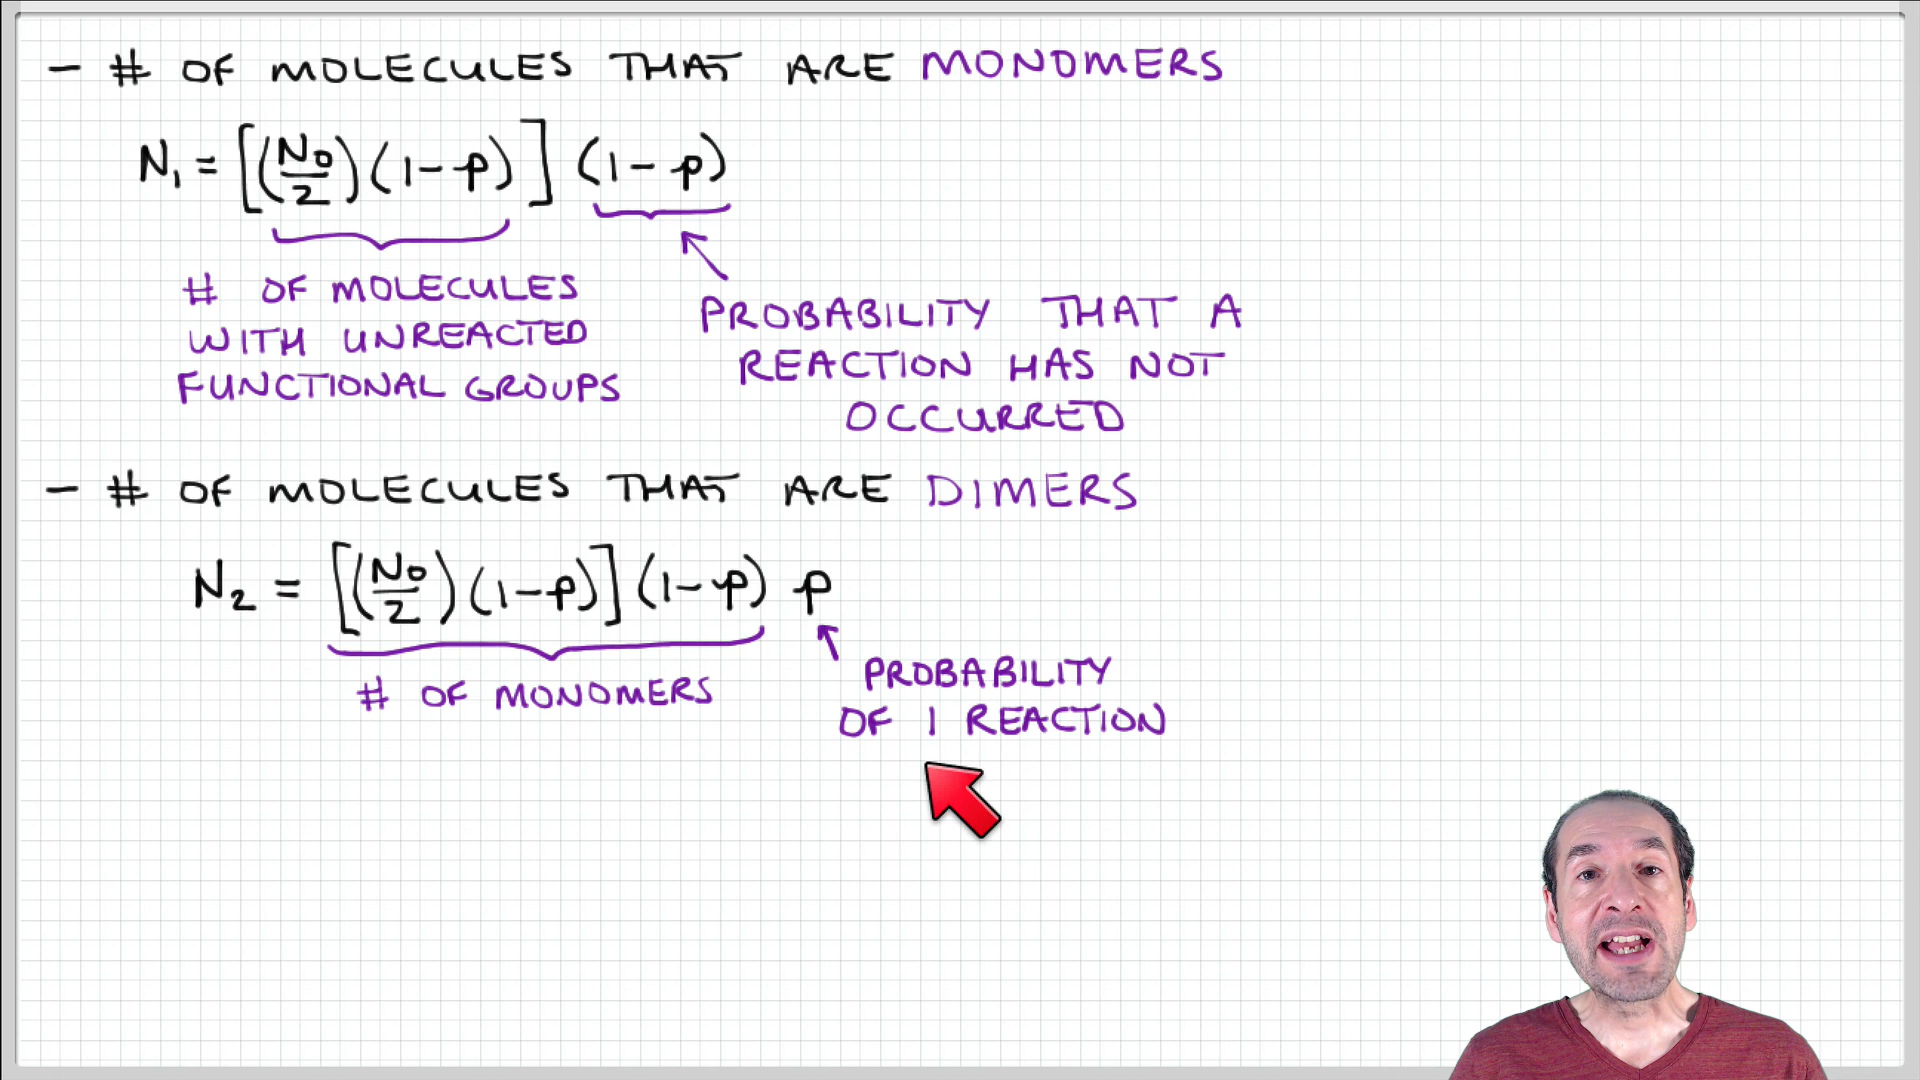 - # OF MOLECULES THAT ARE MONOMERS
N₁ = [(N₀/2)(1-p)](1-p)
# OF MOLECULES
WITH UNREACTED
FUNCTIONAL GROUPS
PROBABILITY THAT A
REACTION HAS NOT
OCCURRED
- # OF MOLECULES THAT ARE DIMERS
N₂ = [(N₀/2)(1-p)](1-p) p
# OF MONOMERS
PROBABILITY
OF 1 REACTION